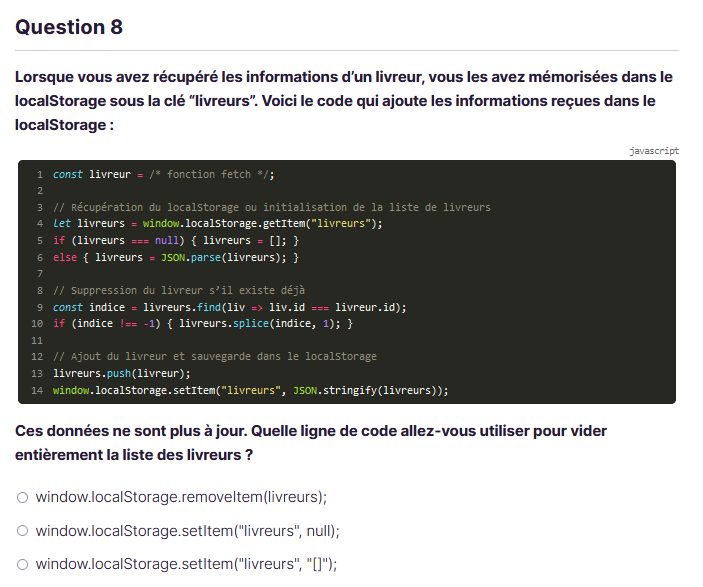 Question 8
Lorsque vous avez récupéré les informations d’un livreur, vous les avez mémorisées dans le
localStorage sous la clé “livreurs”. Voici le code qui ajoute les informations reçues dans le
localStorage :
javascript
1 const livreur = /* fonction fetch */;
2
3 // Récupération du localStorage ou initialisation de la liste de livreurs
4 let livreurs = window.localStorage.getItem("livreurs");
5 if (livreurs === null) { livreurs = []; }
6 else { livreurs = JSON.parse(livreurs); }
7
8 // Suppression du livreur s’il existe déjà
9 const indice = livreurs.find(liv => liv.id === livreur.id);
10 if (indice !== -1) { livreurs.splice(indice, 1); }
11
12 // Ajout du livreur et sauvegarde dans le localStorage
13 livreurs.push(livreur);
14 window.localStorage.setItem("livreurs", JSON.stringify(livreurs));
Ces données ne sont plus à jour. Quelle ligne de code allez-vous utiliser pour vider
entièrement la liste des livreurs ?
window.localStorage.removeItem(livreurs);
window.localStorage.setItem("livreurs", null);
window.localStorage.setItem("livreurs", "[]");